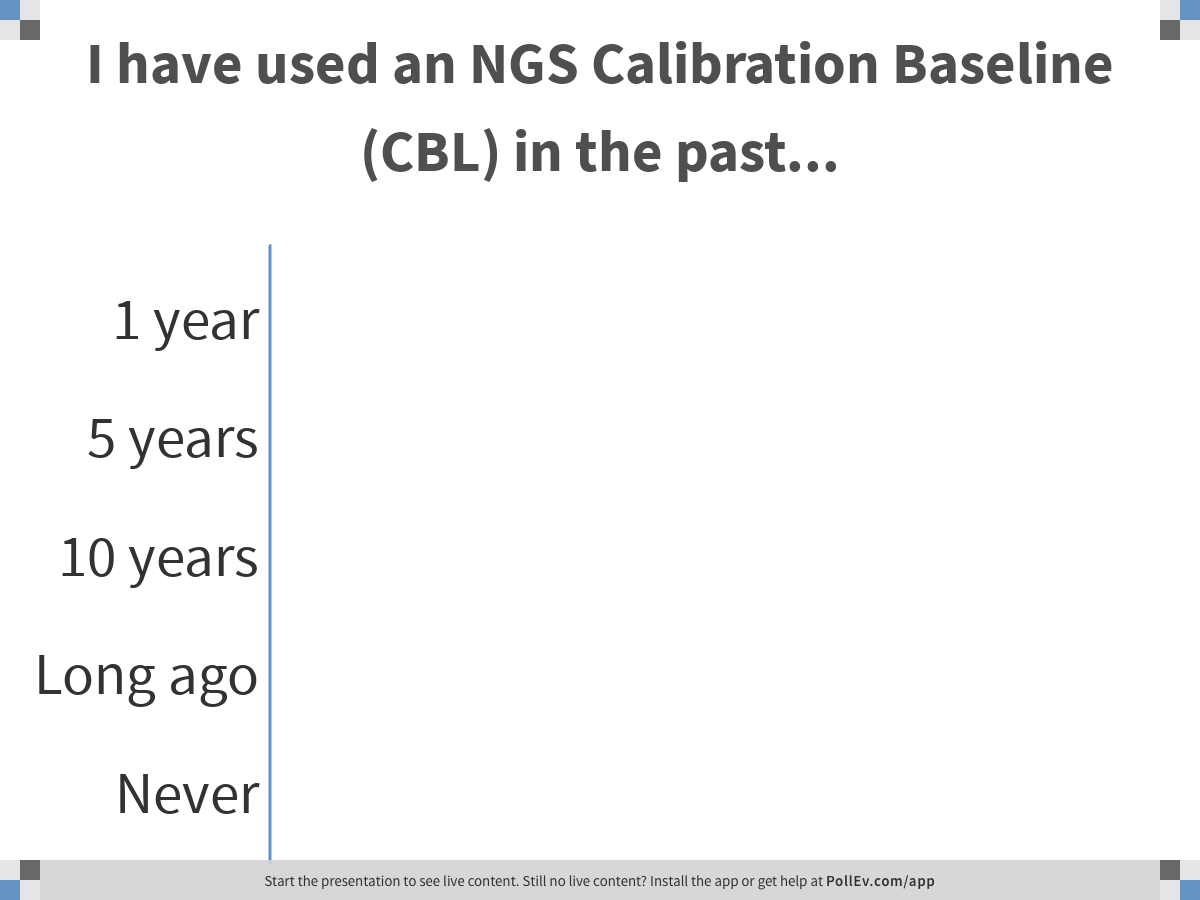 I have used an NGS Calibration Baseline
(CBL) in the past...
1 year
5 years
10 years
Long ago
Never
Start the presentation to see live content. Still no live content? Install the app or get help at PollEv.com/app